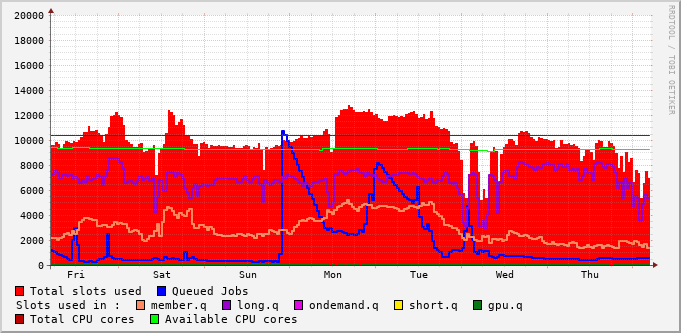 20000
18000
16000
14000
12000
10000
8000
6000
4000
2000
0
Fri Sat Sun Mon Tue Wed Thu
RRDTOOL / TOBI OETIKER
Total slots used Queued Jobs
Slots used in : member.q long.q ondemand.q short.q gpu.q
Total CPU cores Available CPU cores